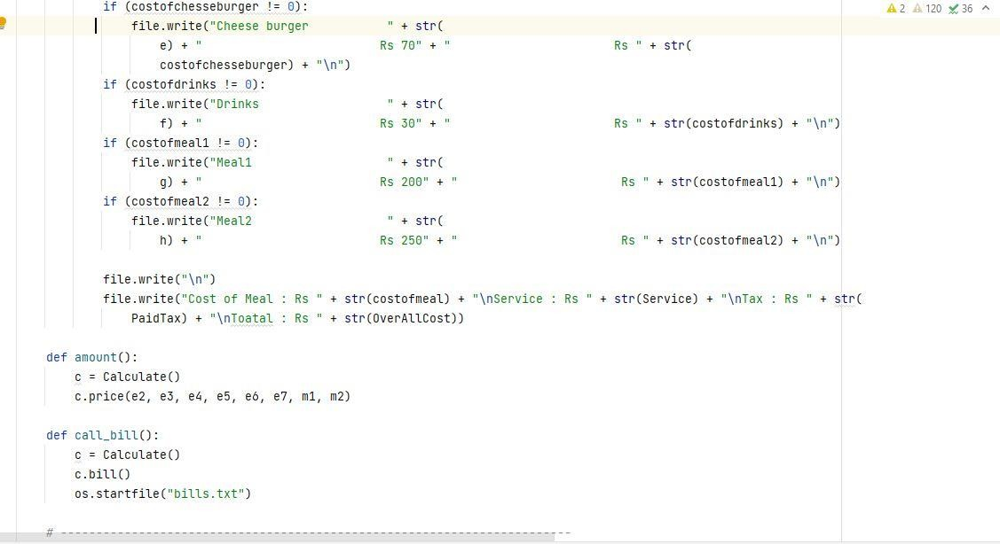 2 120 36
if (costofchesseburger != 0):
file.write("Cheese burger           " + str(
e) + "                         Rs 70" + "                       Rs " + str(
costofchesseburger) + "\n")
if (costofdrinks != 0):
file.write("Drinks                  " + str(
f) + "                         Rs 30" + "                       Rs " + str(costofdrinks) + "\n")
if (costofmeal1 != 0):
file.write("Meal1                   " + str(
g) + "                         Rs 200" + "                       Rs " + str(costofmeal1) + "\n")
if (costofmeal2 != 0):
file.write("Meal2                   " + str(
h) + "                         Rs 250" + "                       Rs " + str(costofmeal2) + "\n")
file.write("\n")
file.write("Cost of Meal : Rs " + str(costofmeal) + "\nService : Rs " + str(Service) + "\nTax : Rs " + str(
PaidTax) + "\nToatal : Rs " + str(OverAllCost))
def amount():
c = Calculate()
c.price(e2, e3, e4, e5, e6, e7, m1, m2)
def call_bill():
c = Calculate()
c.bill()
os.startfile("bills.txt")
# ------------------------------------------------------------------------